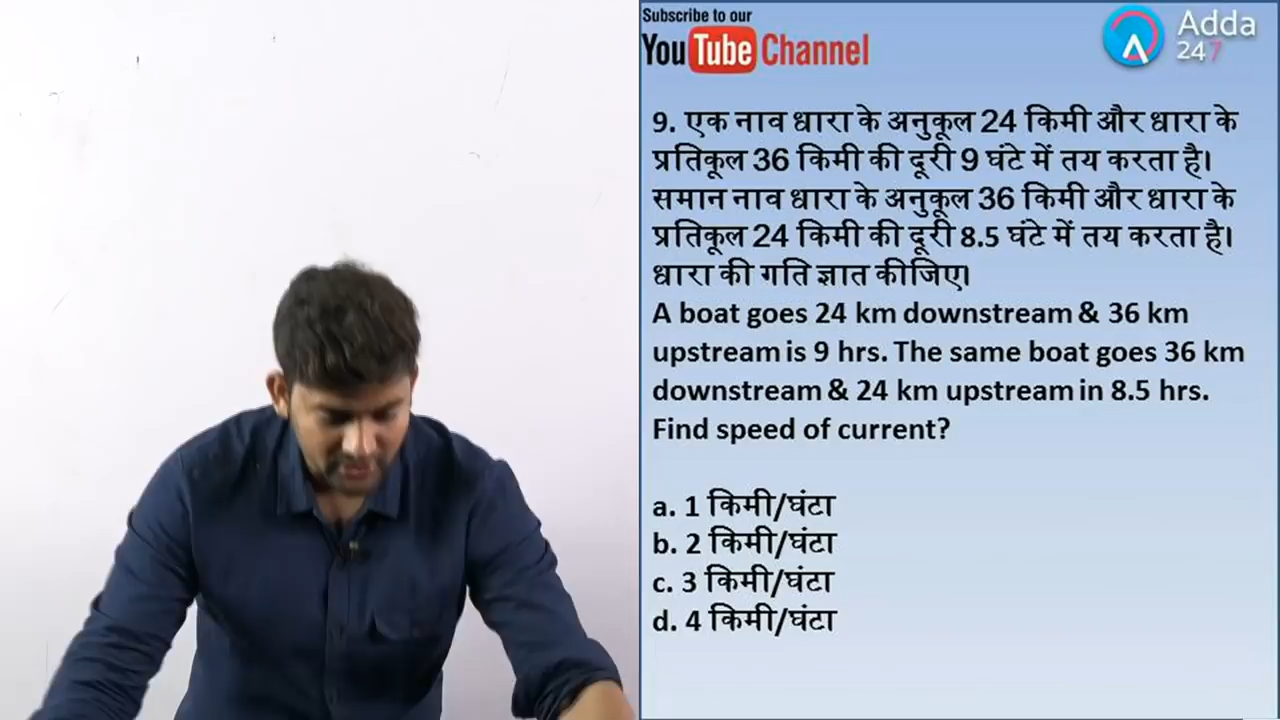 Subscribe to our
YouTube Channel
Adda
247
9. एक नाव धारा के अनुकूल 24 किमी और धारा के
प्रतिकूल 36 किमी की दूरी 9 घंटे में तय करता है।
समान नाव धारा के अनुकूल 36 किमी और धारा के
प्रतिकूल 24 किमी की दूरी 8.5 घंटे में तय करता है।
धारा की गति ज्ञात कीजिए।
A boat goes 24 km downstream & 36 km
upstream is 9 hrs. The same boat goes 36 km
downstream & 24 km upstream in 8.5 hrs.
Find speed of current?
a. 1 किमी/घंटा
b. 2 किमी/घंटा
c. 3 किमी/घंटा
d. 4 किमी/घंटा